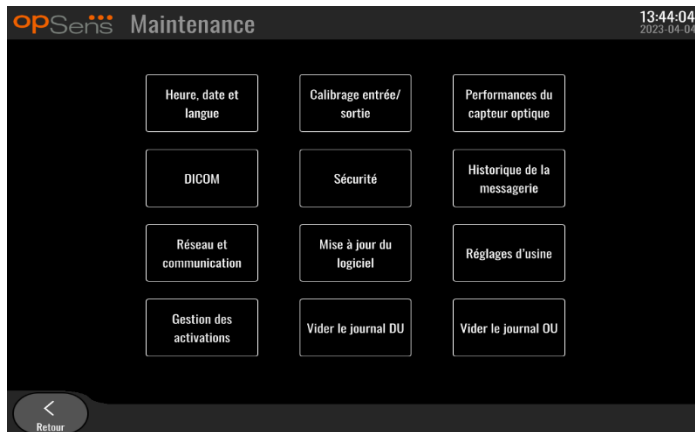 opSens Maintenance
13:44:04
2023-04-04
Heure, date et
langue
Calibrage entrée/
sortie
Performances du
capteur optique
DICOM
Sécurité
Historique de la
messagerie
Réseau et
communication
Mise à jour du
logiciel
Réglages d'usine
Gestion des
activations
Vider le journal DU
Vider le journal OU
Retour